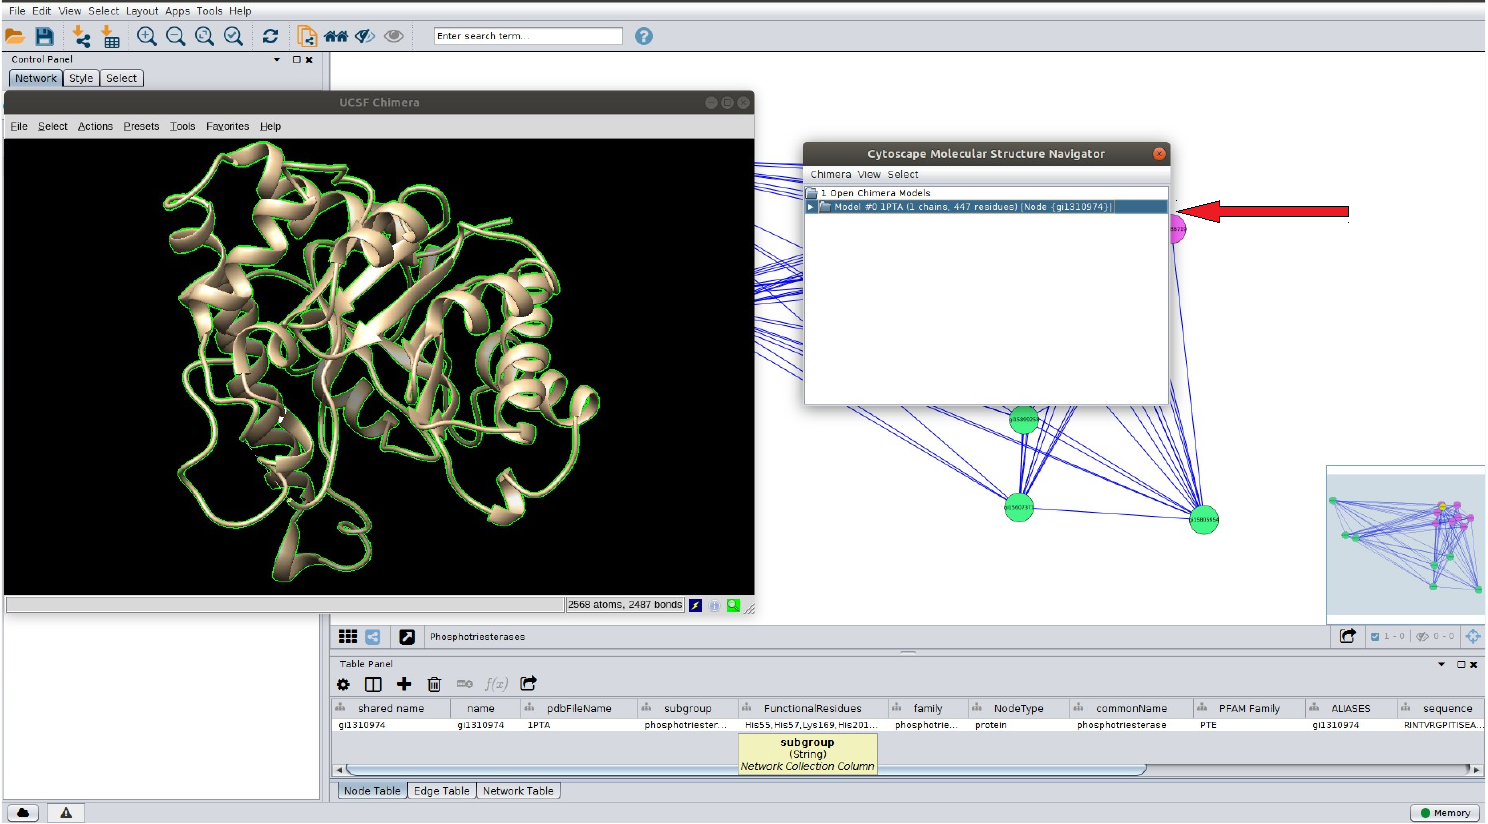 File Edit View Select Layout Apps Tools Help
Enter search term...
Control Panel
Network Style Select
UCSF Chimera
File Select Actions Presets Tools Favorites Help
Cytoscape Molecular Structure Navigator
Chimera View Select
1 Open Chimera Models
Model #0 1PTA (1 chains, 447 residues) [Node {gi1310974}]
2568 atoms, 2487 bonds
Phosphotriesterases
1 - 0 0 - 0
Table Panel
f(x)
shared name name pdbFileName subgroup FunctionalResidues family NodeType commonName PFAM Family ALIASES sequence
gi1310974 gi1310974 1PTA phosphotriester... His55,His57,Lys169,His201... phosphotrie... protein phosphotriesterase PTE gi1310974 RINTVRGPITISEA...
subgroup
(String)
Network Collection Column
Node Table Edge Table Network Table
Memory